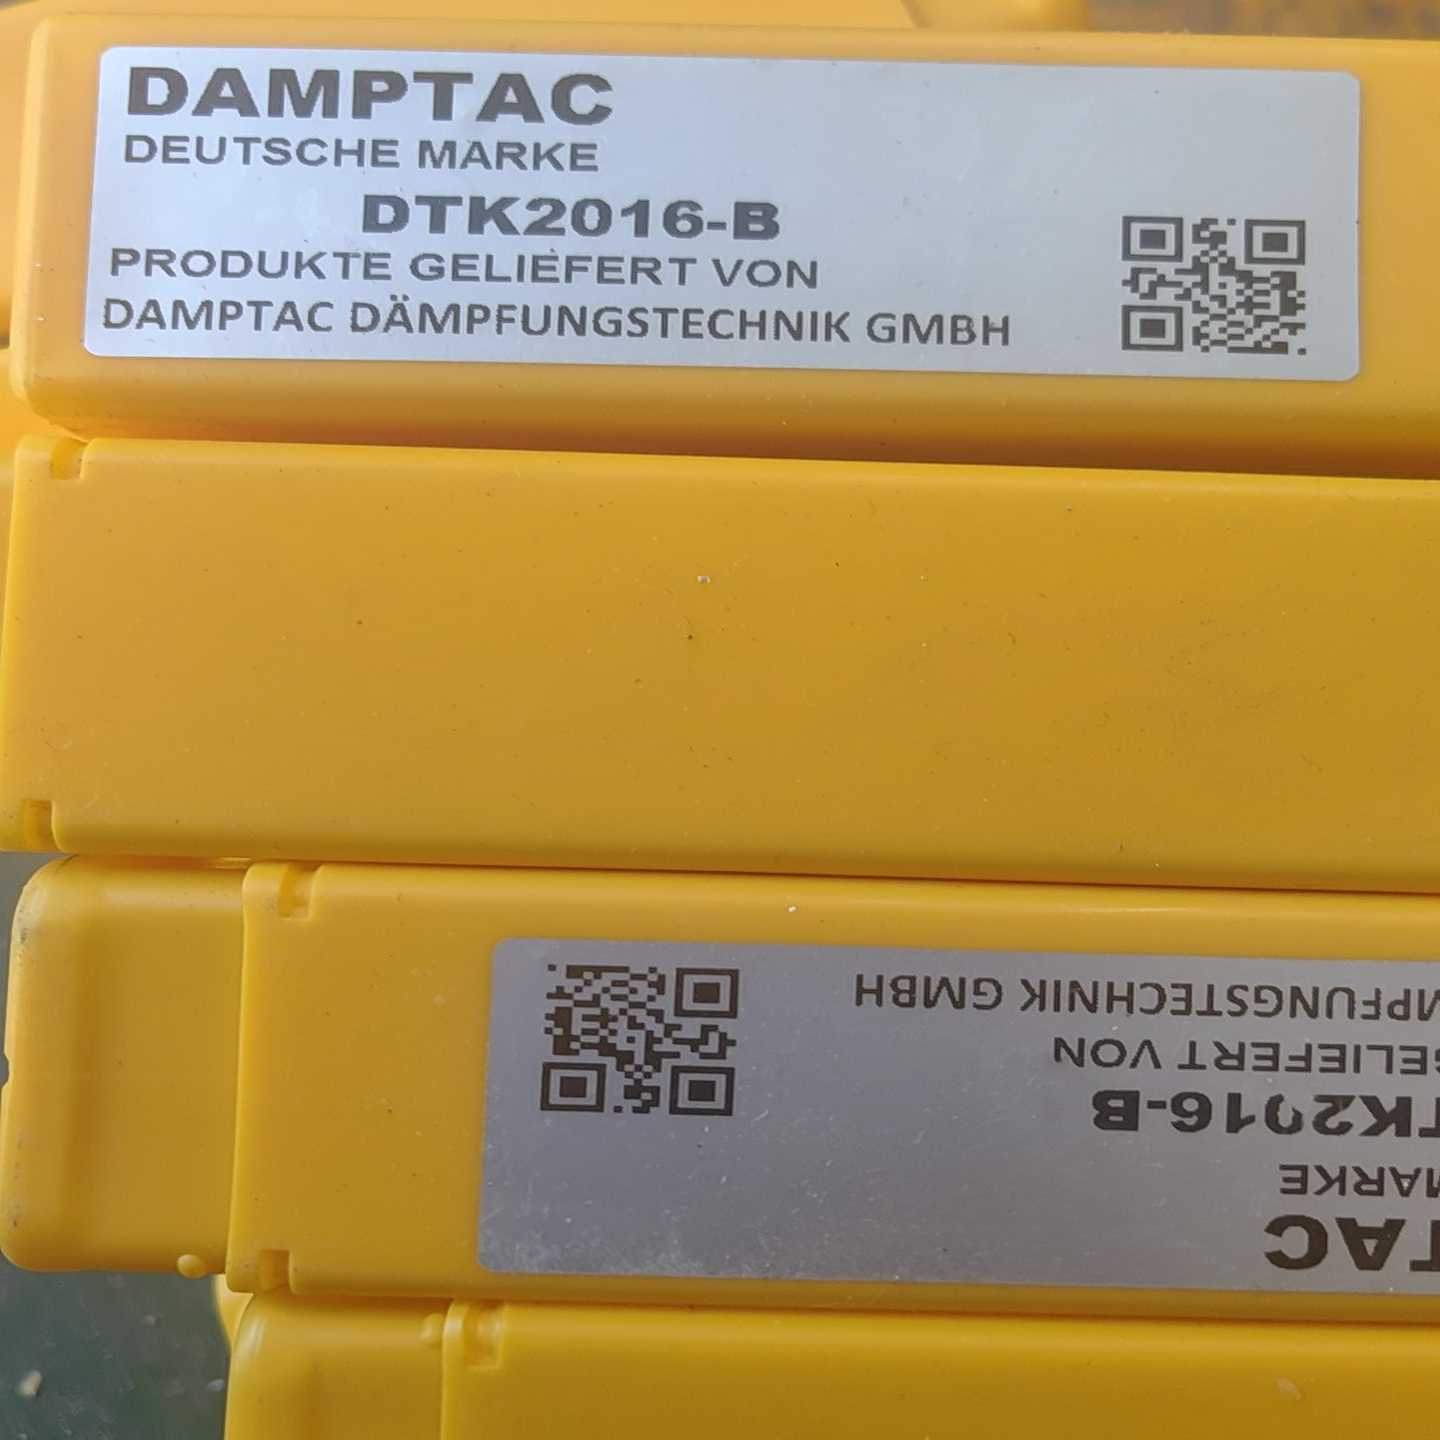 DAMPTAC
DEUTSCHE MARKE
DTK2016-B
PRODUKTE GELIEFERT VON
DAMPTAC DÄMPFUNGSTECHNIK GMBH
TAC
MARKE
TK2016-B
GELIEFERT VON
MPFUNGSTECHNIK GMBH